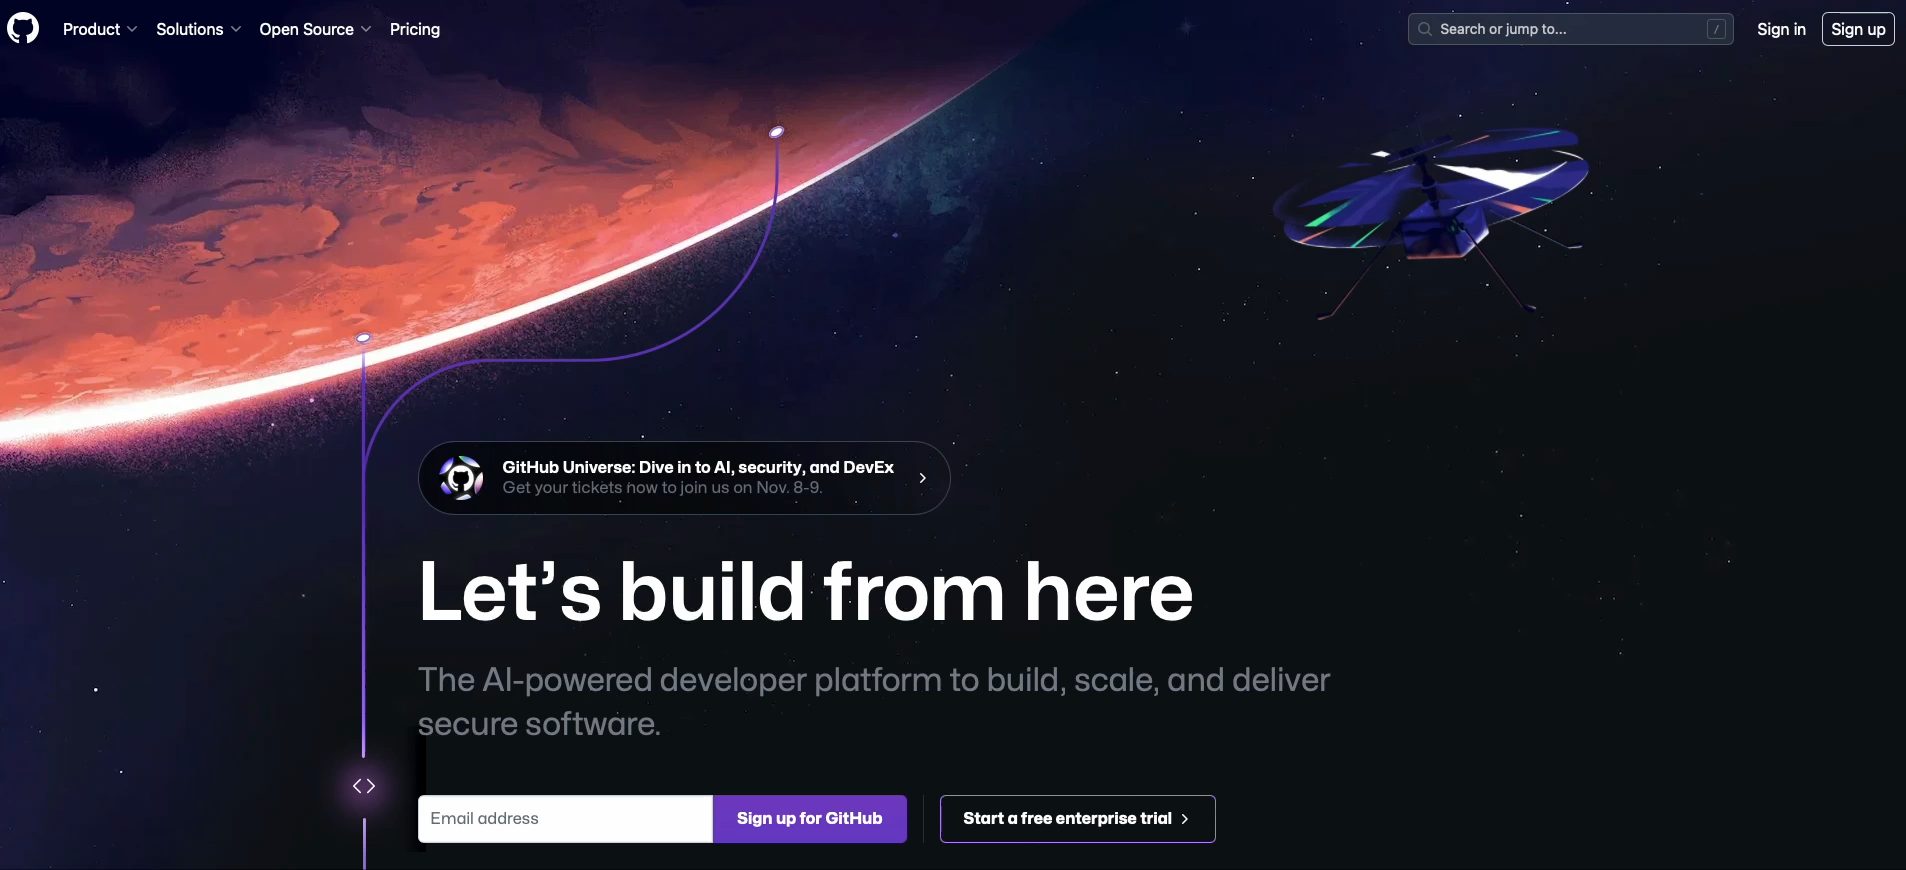 Product
Solutions
Open Source
Pricing
Search or jump to...
/
Sign in
Sign up
GitHub Universe: Dive in to AI, security, and DevEx
Get your tickets now to join us on Nov. 8-9.
Let’s build from here
The AI-powered developer platform to build, scale, and deliver
secure software.
Email address
Sign up for GitHub
Start a free enterprise trial